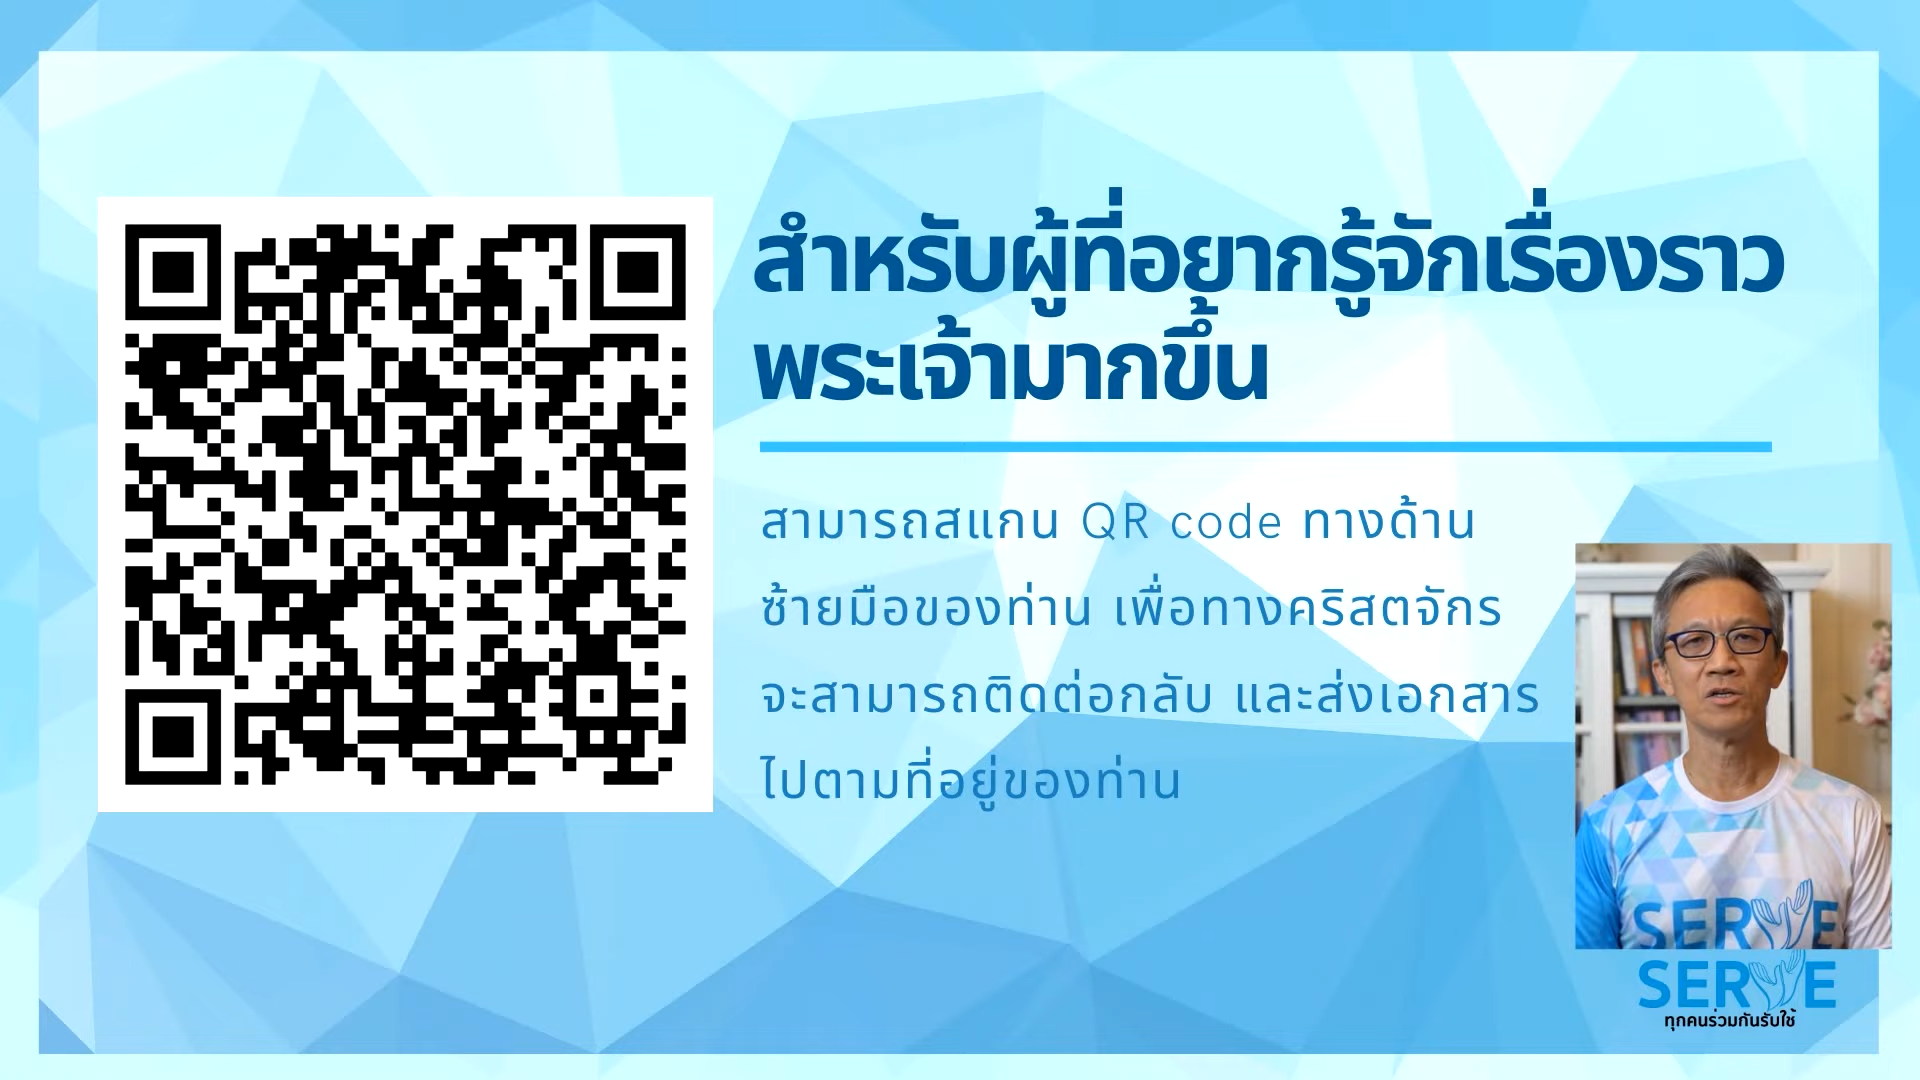 สำหรับผู้ที่อยากรู้จักเรื่องราว
พระเจ้ามากขึ้น
สามารถสแกน QR code ทางด้าน
ซ้ายมือของท่าน เพื่อทางคริสตจักร
จะสามารถติดต่อกลับ และส่งเอกสาร
ไปตามที่อยู่ของท่าน
SERVE
SERVE
ทุกคนร่วมกันรับใช้